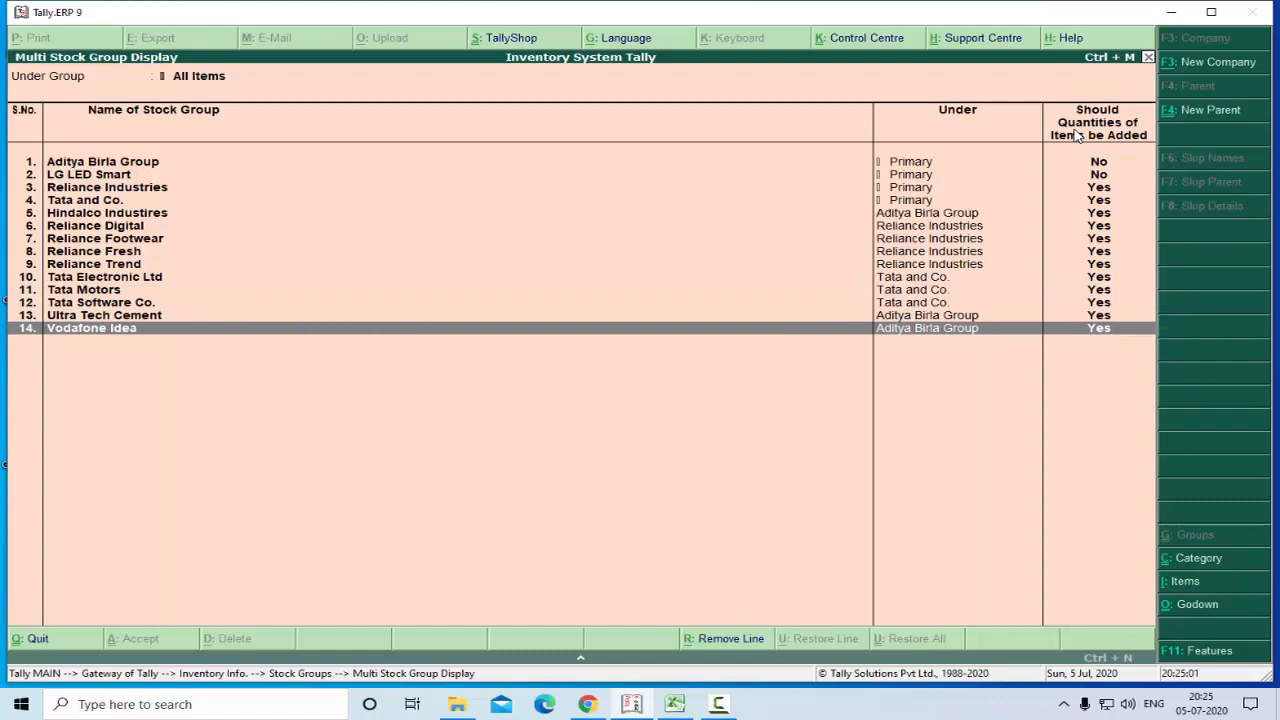 Tally.ERP 9
P: Print E: Export M: E-Mail O: Upload S: TallyShop G: Language K: Keyboard K: Control Centre H: Support Centre H: Help
F3: Company
Multi Stock Group Display Inventory System Tally Ctrl + M
F3: New Company
Under Group : All Items
F4: Parent
F4: New Parent
S.No. Name of Stock Group Under Should Quantities of Items be Added
1. Aditya Birla Group Primary No
2. LG LED Smart Primary No
3. Reliance Industries Primary Yes
4. Tata and Co. Primary Yes
5. Hindalco Industires Aditya Birla Group Yes
6. Reliance Digital Reliance Industries Yes
7. Reliance Footwear Reliance Industries Yes
8. Reliance Fresh Reliance Industries Yes
9. Reliance Trend Reliance Industries Yes
10. Tata Electronic Ltd Tata and Co. Yes
11. Tata Motors Tata and Co. Yes
12. Tata Software Co. Tata and Co. Yes
13. Ultra Tech Cement Aditya Birla Group Yes
14. Vodafone Idea Aditya Birla Group Yes
F6: Skip Names
F7: Skip Parent
F8: Skip Details
G: Groups
C: Category
I: Items
O: Godown
F11: Features
Q: Quit A: Accept D: Delete R: Remove Line U: Restore Line U: Restore All
Ctrl + N
Tally MAIN --> Gateway of Tally --> Inventory Info. --> Stock Groups --> Multi Stock Group Display © Tally Solutions Pvt Ltd., 1988-2020 Sun, 5 Jul, 2020 20:25:01
Type here to search
ENG
20:25
05-07-2020